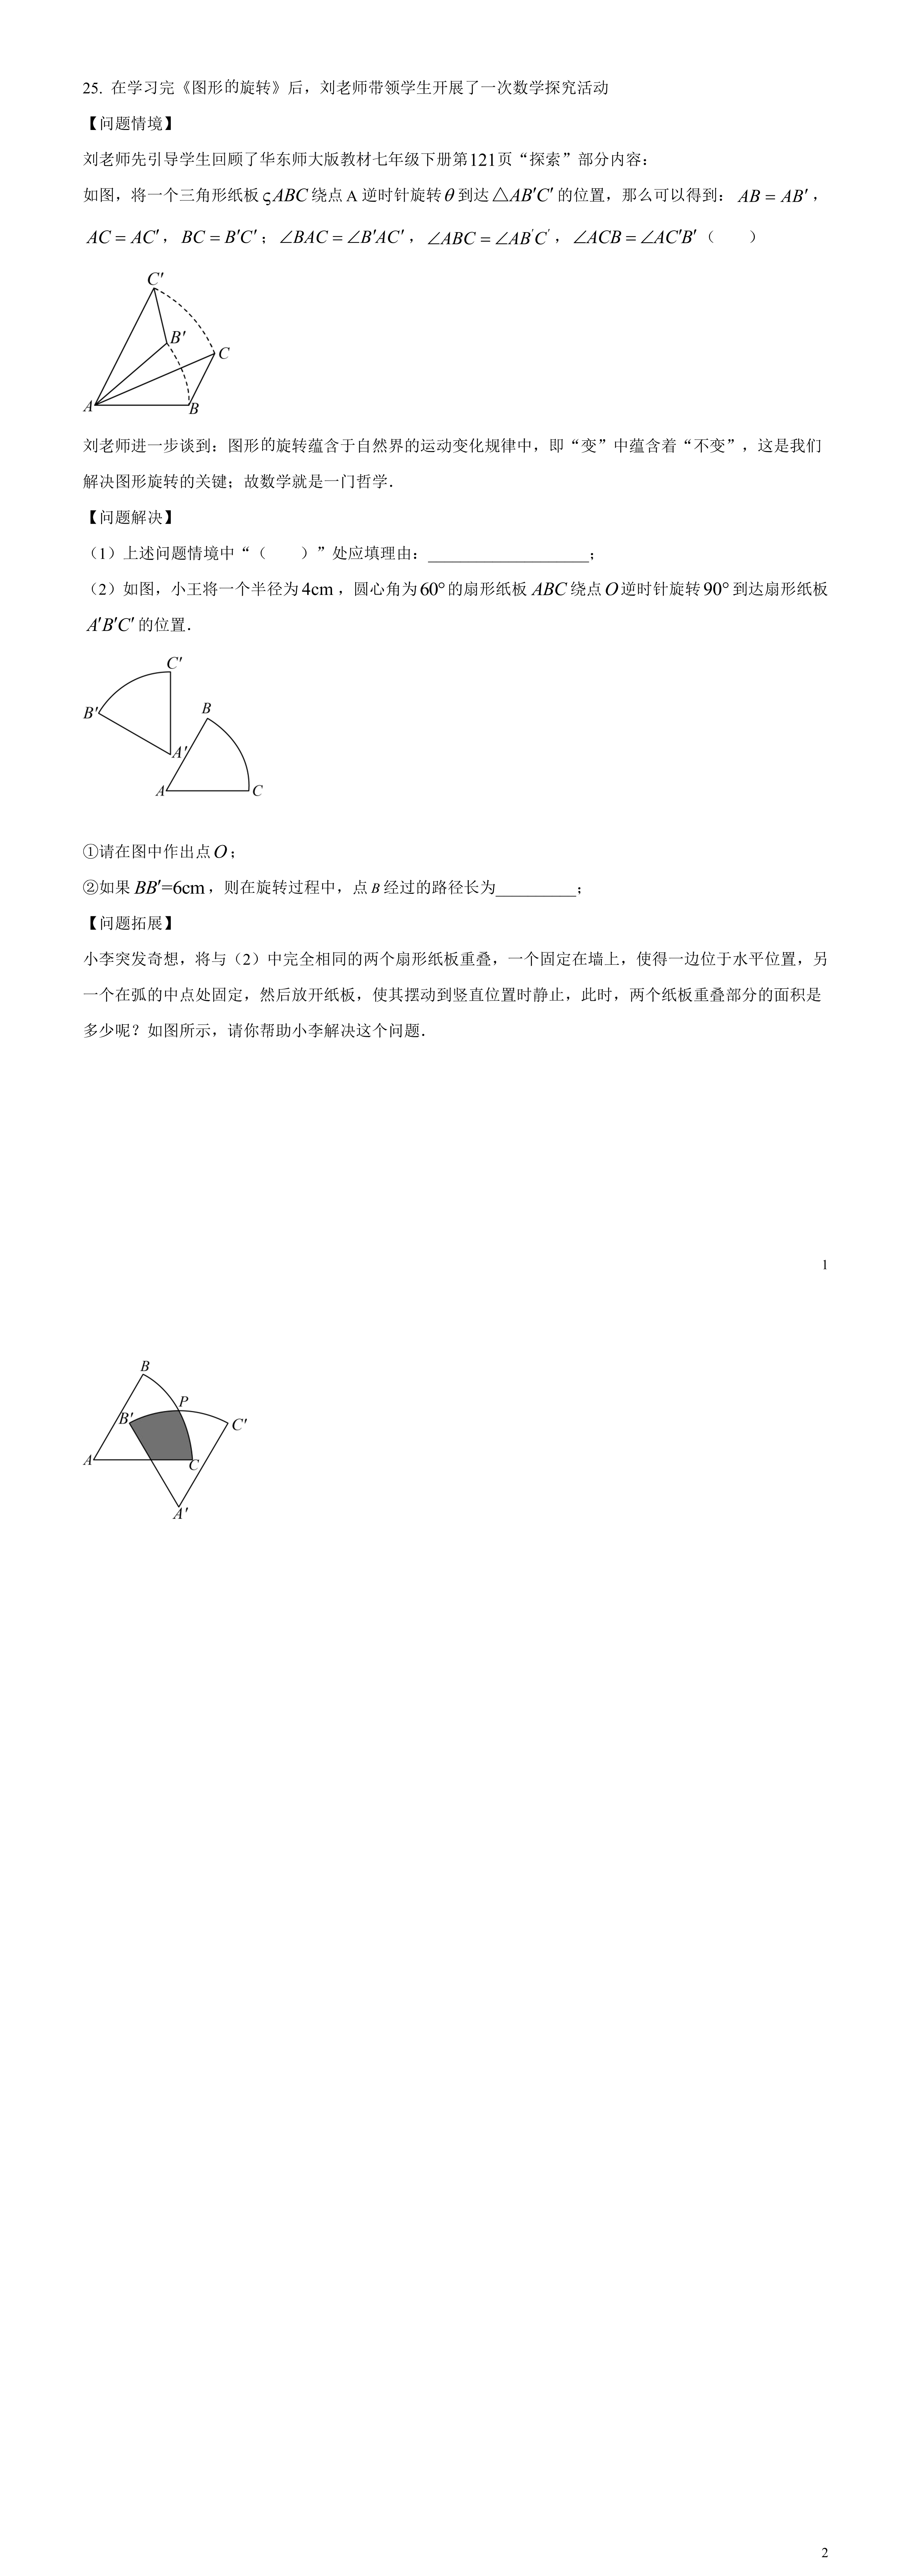 25. 在学习完《图形的旋转》后，刘老师带领学生开展了一次数学探究活动
【问题情境】
刘老师先引导学生回顾了华东师大版教材七年级下册第121页“探索”部分内容：
如图，将一个三角形纸板ςABC绕点A逆时针旋转θ到达△AB′C′的位置，那么可以得到：AB = AB′，
AC = AC′，BC = B′C′；∠BAC = ∠B′AC′，∠ABC = ∠AB′C′，∠ACB = ∠AC′B′（ ）
C′
B′
C
A
B
刘老师进一步谈到：图形的旋转蕴含于自然界的运动变化规律中，即“变”中蕴含着“不变”，这是我们
解决图形旋转的关键；故数学就是一门哲学．
【问题解决】
（1）上述问题情境中“（ ）”处应填理由：____________________；
（2）如图，小王将一个半径为4cm，圆心角为60°的扇形纸板ABC绕点O逆时针旋转90°到达扇形纸板
A′B′C′的位置．
C′
B′
B
A′
A
C
①请在图中作出点O；
②如果BB′=6cm，则在旋转过程中，点B经过的路径长为__________；
【问题拓展】
小李突发奇想，将与（2）中完全相同的两个扇形纸板重叠，一个固定在墙上，使得一边位于水平位置，另
一个在弧的中点处固定，然后放开纸板，使其摆动到竖直位置时静止，此时，两个纸板重叠部分的面积是
多少呢？如图所示，请你帮助小李解决这个问题．
1
B
P
B′
C′
A
C
A′
2